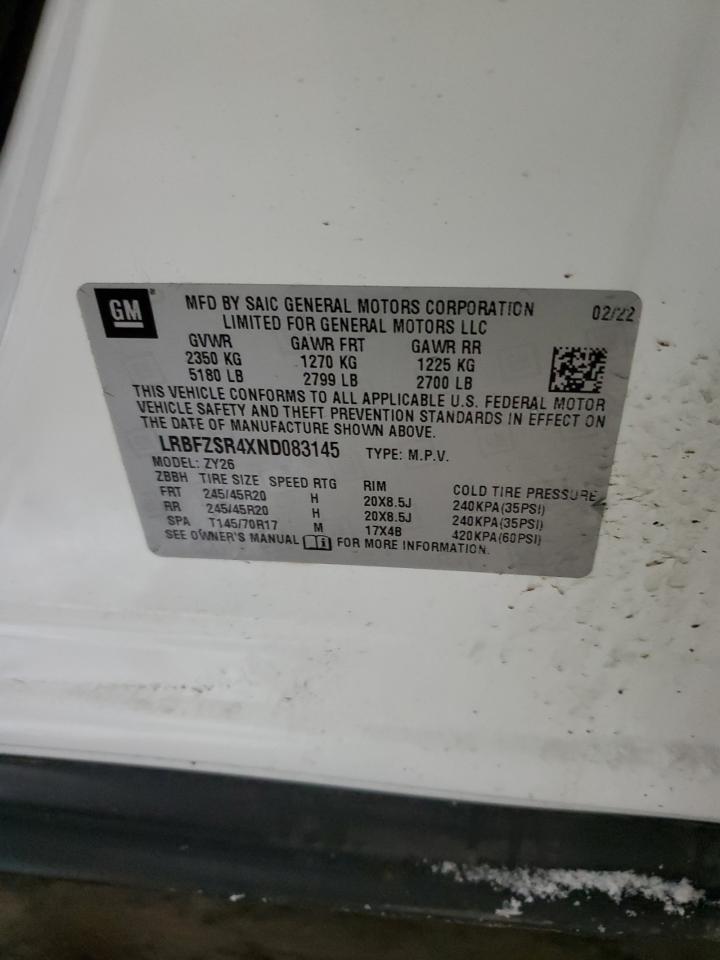 GM
MFD BY SAIC GENERAL MOTORS CORPORATION 02/22
LIMITED FOR GENERAL MOTORS LLC
GVWR GAWR FRT GAWR RR
2350 KG 1270 KG 1225 KG
5180 LB 2799 LB 2700 LB
THIS VEHICLE CONFORMS TO ALL APPLICABLE U.S. FEDERAL MOTOR
VEHICLE SAFETY AND THEFT PREVENTION STANDARDS IN EFFECT ON
THE DATE OF MANUFACTURE SHOWN ABOVE.
LRBFZSR4XND083145 TYPE: M.P.V.
MODEL: ZY26
ZBBH TIRE SIZE SPEED RTG RIM COLD TIRE PRESSURE
FRT 245/45R20 H 20X8.5J 240KPA(35PSI)
RR 245/45R20 H 20X8.5J 240KPA(35PSI)
SPA T145/70R17 M 17X4B 420KPA(60PSI)
SEE OWNER'S MANUAL FOR MORE INFORMATION.